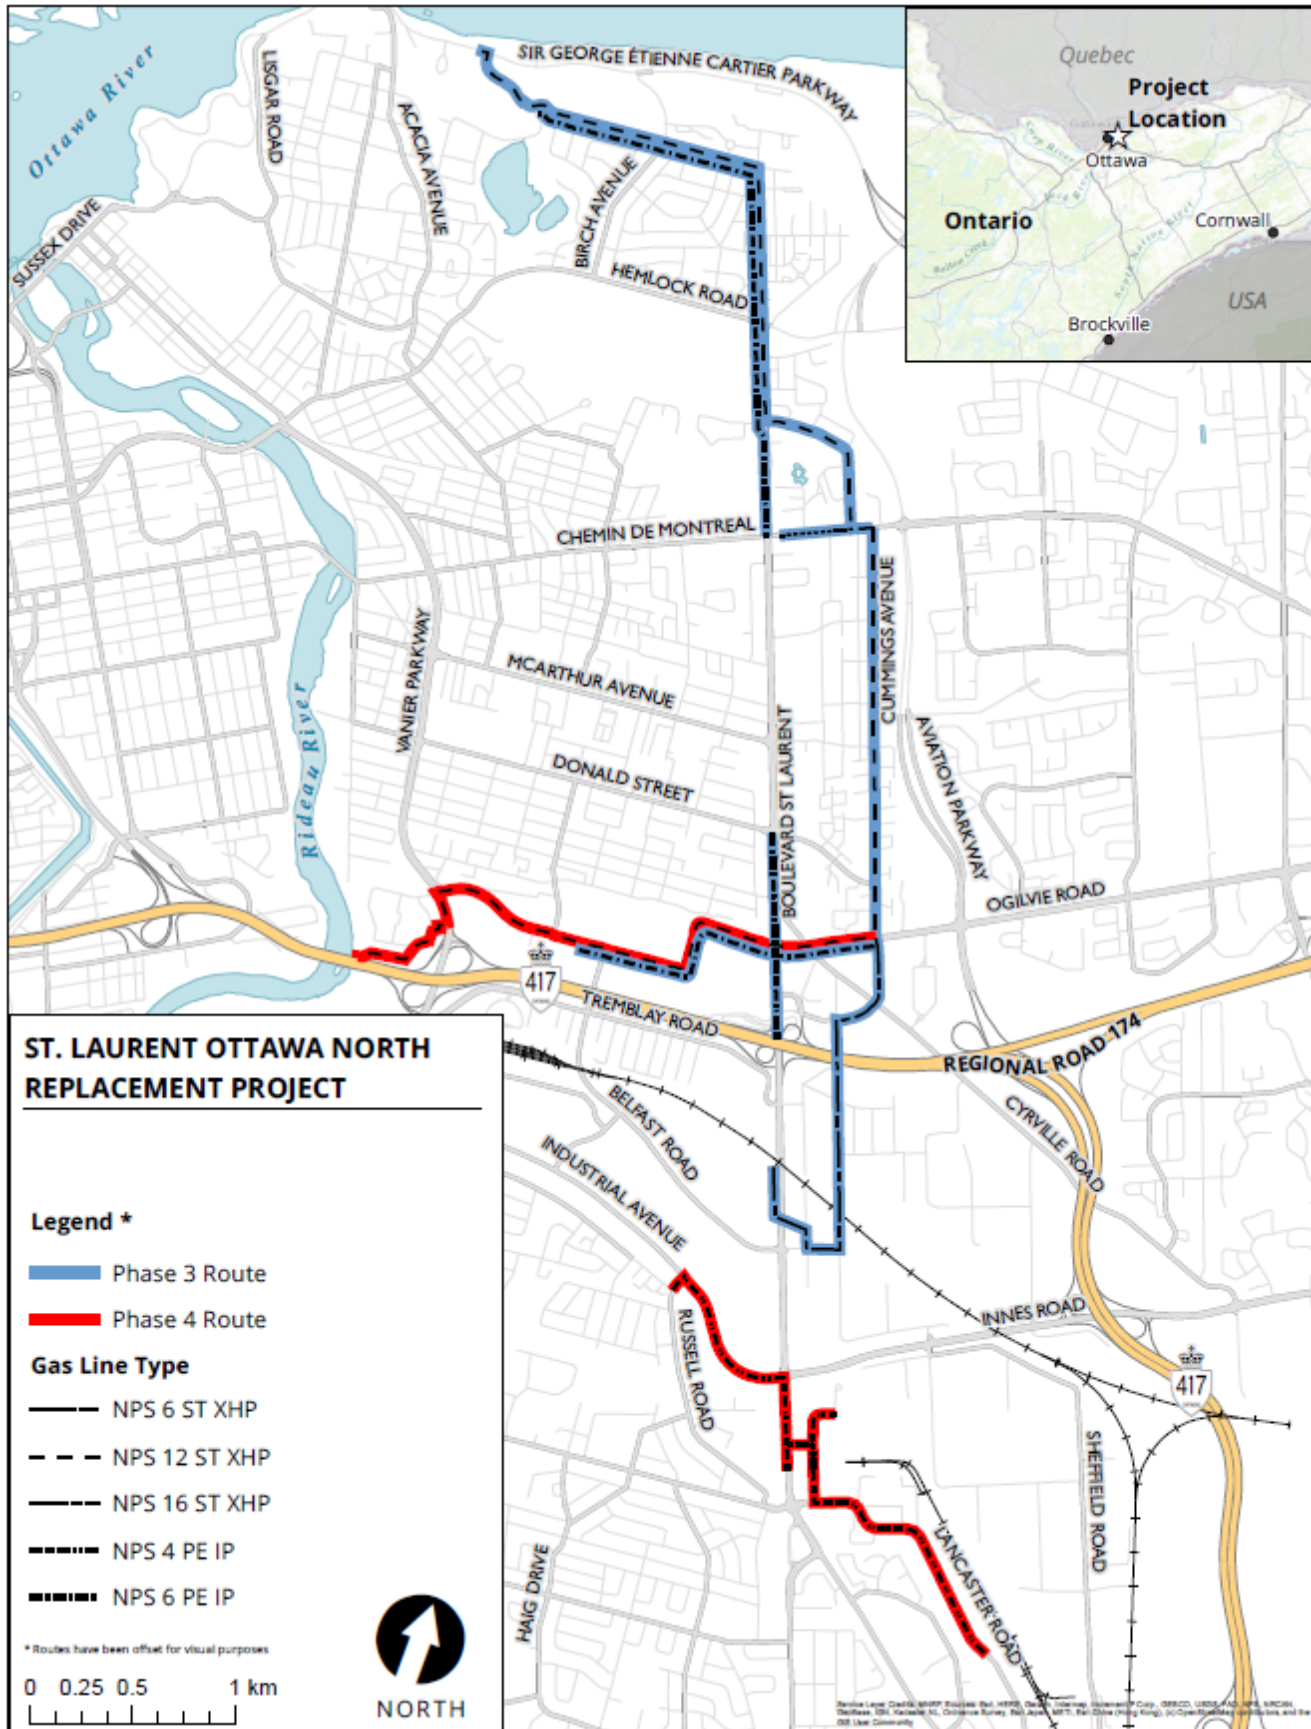 Ottawa River
LISGAR ROAD
ACACIA AVENUE
SIR GEORGE ÉTIENNE CARTIER PARKWAY
SUSSEX DRIVE
BIRCH AVENUE
HEMLOCK ROAD
Quebec
Project
Location
Ottawa
Ontario
Cornwall
South Nation River
USA
Brockville
CHEMIN DE MONTREAL
CUMMINGS AVENUE
VANIER PARKWAY
MCARTHUR AVENUE
DONALD STREET
BOULEVARD ST LAURENT
AVIATION PARKWAY
Rideau River
OGILVIE ROAD
417
TREMBLAY ROAD
REGIONAL ROAD 174
CYRVILLE ROAD
BELFAST ROAD
INDUSTRIAL AVENUE
RUSSELL ROAD
INNES ROAD
417
SHEFFIELD ROAD
LANCASTER ROAD
HAIG DRIVE
ST. LAURENT OTTAWA NORTH
REPLACEMENT PROJECT
Legend *
Phase 3 Route
Phase 4 Route
Gas Line Type
NPS 6 ST XHP
NPS 12 ST XHP
NPS 16 ST XHP
NPS 4 PE IP
NPS 6 PE IP
* Routes have been offset for visual purposes
0 0.25 0.5 1 km
NORTH
GIS User Community